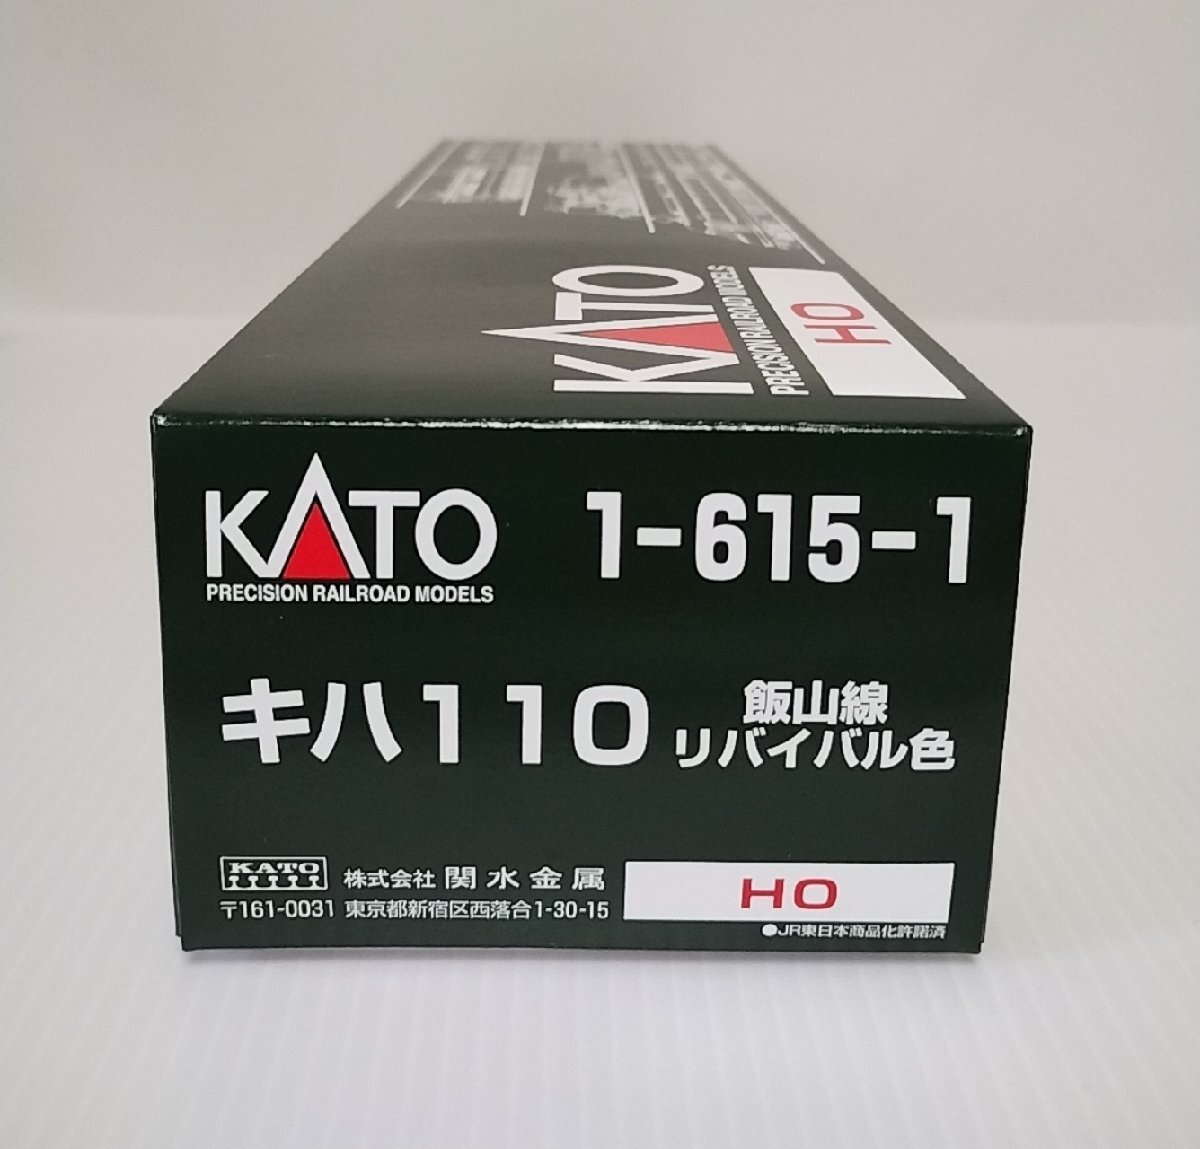 KATO
PRECISION RAILROAD MODELS
HO
KATO
PRECISION RAILROAD MODELS
1-615-1
キハ110
飯山線
リバイバル色
KATO
株式会社 関水金属
〒161-0031 東京都新宿区西落合1-30-15
HO
●JR東日本商品化許諾済